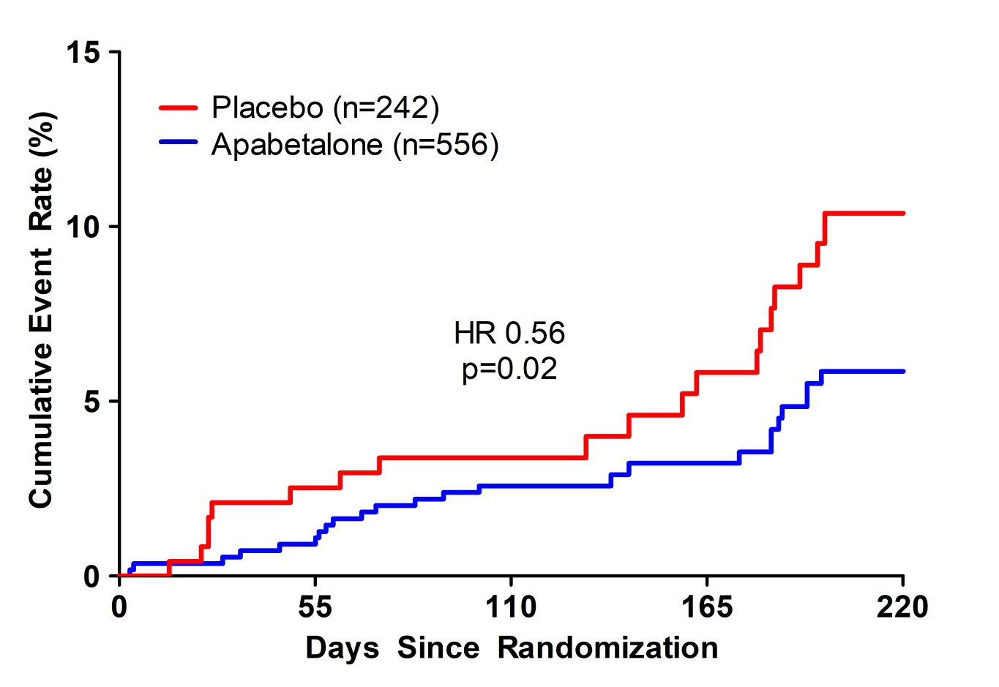 15
Placebo (n=242)
Apabetalone (n=556)
Cumulative Event Rate (%)
10
HR 0.56
p=0.02
5
0
0 55 110 165 220
Days Since Randomization